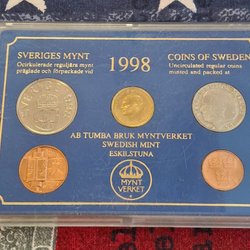 SVERIGES MYNT
Ocirkulerade reguljära mynt
präglade och förpackade vid
1998
COINS OF SWEDEN
Uncirculated regular coins
minted and packed at
AB TUMBA BRUK MYNTVERKET
SWEDISH MINT
ESKILSTUNA
MYNT
VERKET